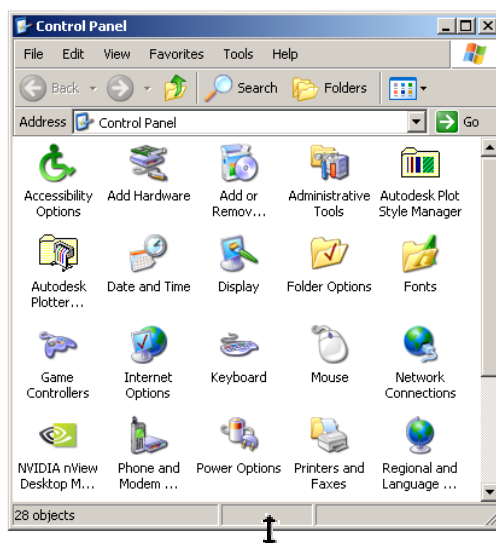 Control Panel
File Edit View Favorites Tools Help
Back Search Folders
Address Control Panel Go
Accessibility Options
Add Hardware
Add or Remov...
Administrative Tools
Autodesk Plot Style Manager
Autodesk Plotter...
Date and Time
Display
Folder Options
Fonts
Game Controllers
Internet Options
Keyboard
Mouse
Network Connections
NVIDIA nView Desktop M...
Phone and Modem ...
Power Options
Printers and Faxes
Regional and Language ...
28 objects